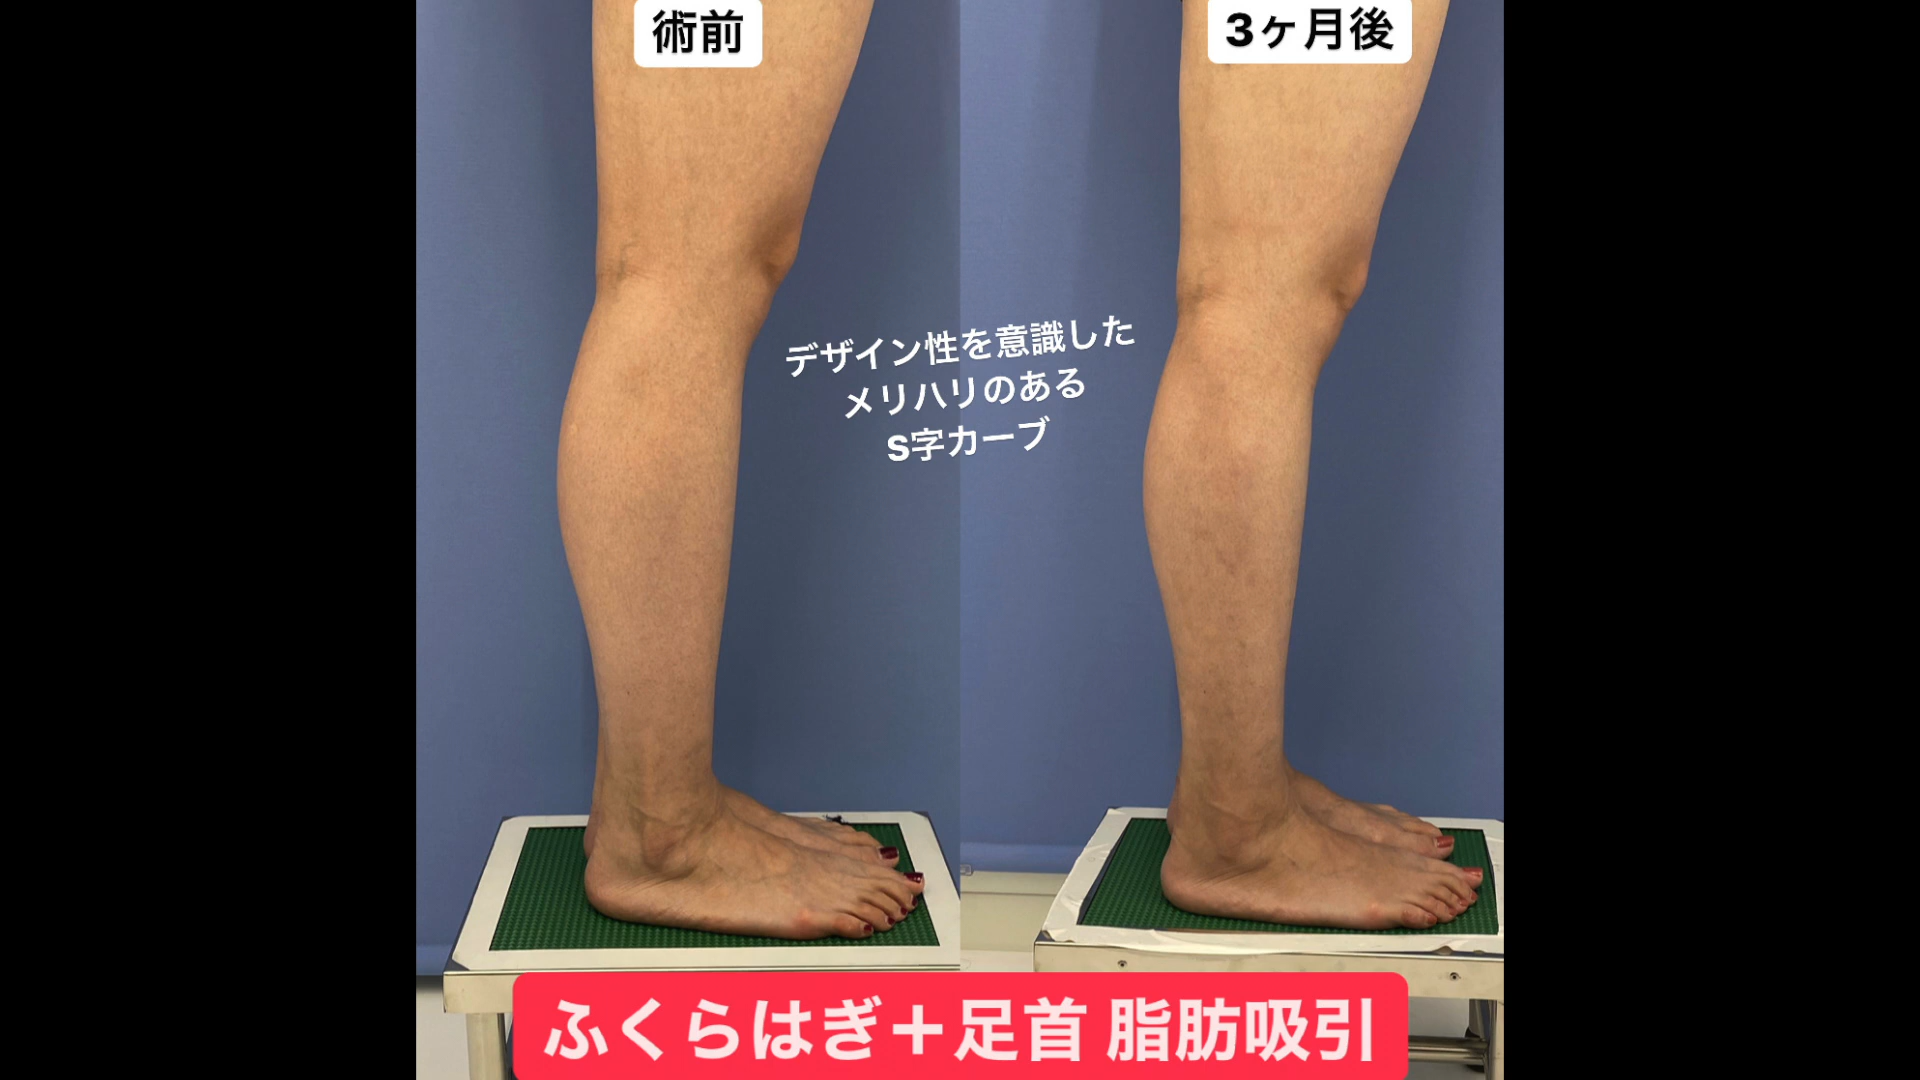 術前
3ヶ月後
デザイン性を意識した
メリハリのある
S字カーブ
ふくらはぎ＋足首 脂肪吸引